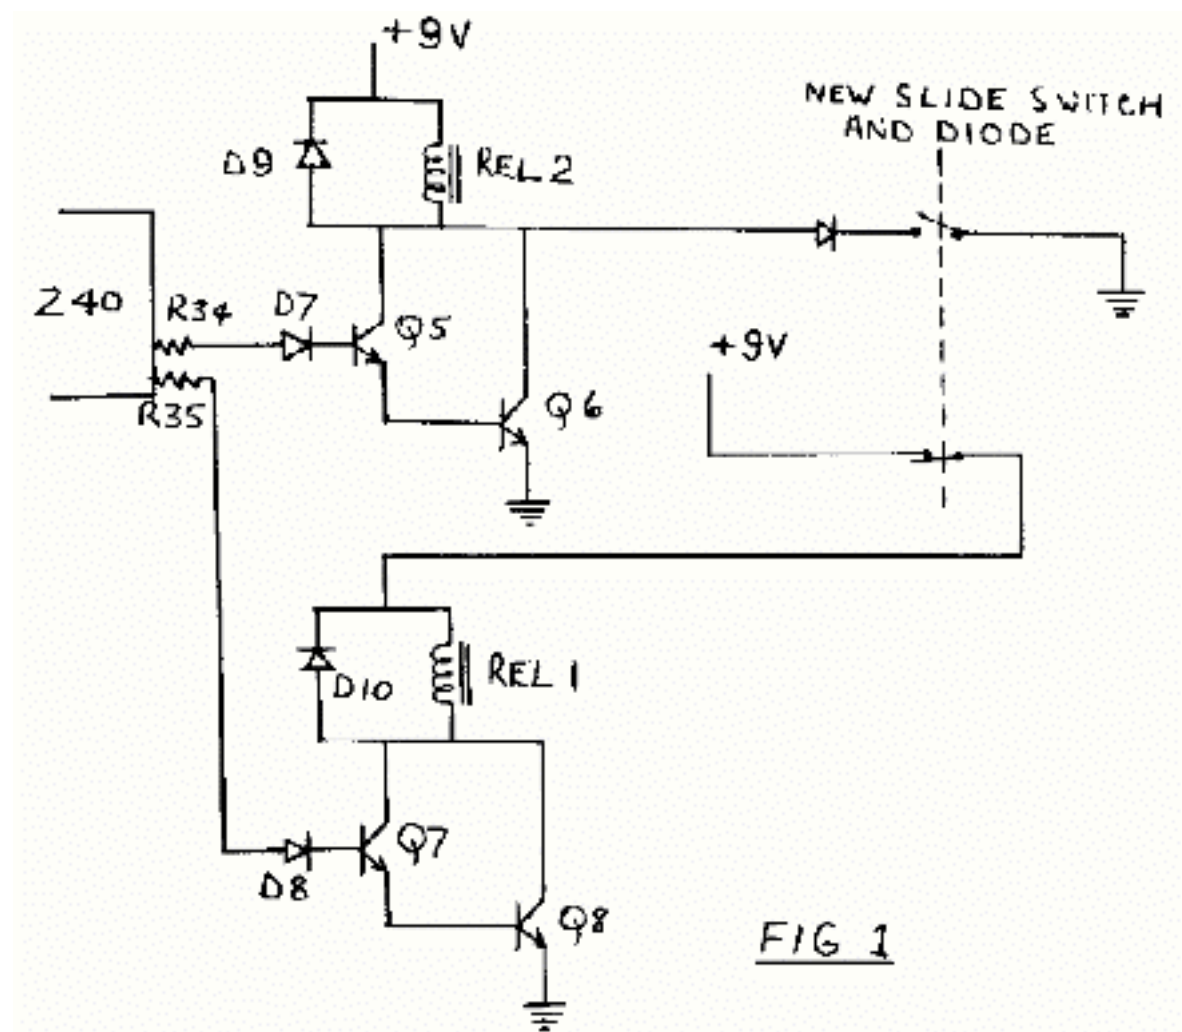 +9V
NEW SLIDE SWITCH
AND DIODE
D9
REL 2
Z40
R34
D7
Q5
+9V
R35
Q6
D10
REL 1
Q7
D8
Q8
FIG 1